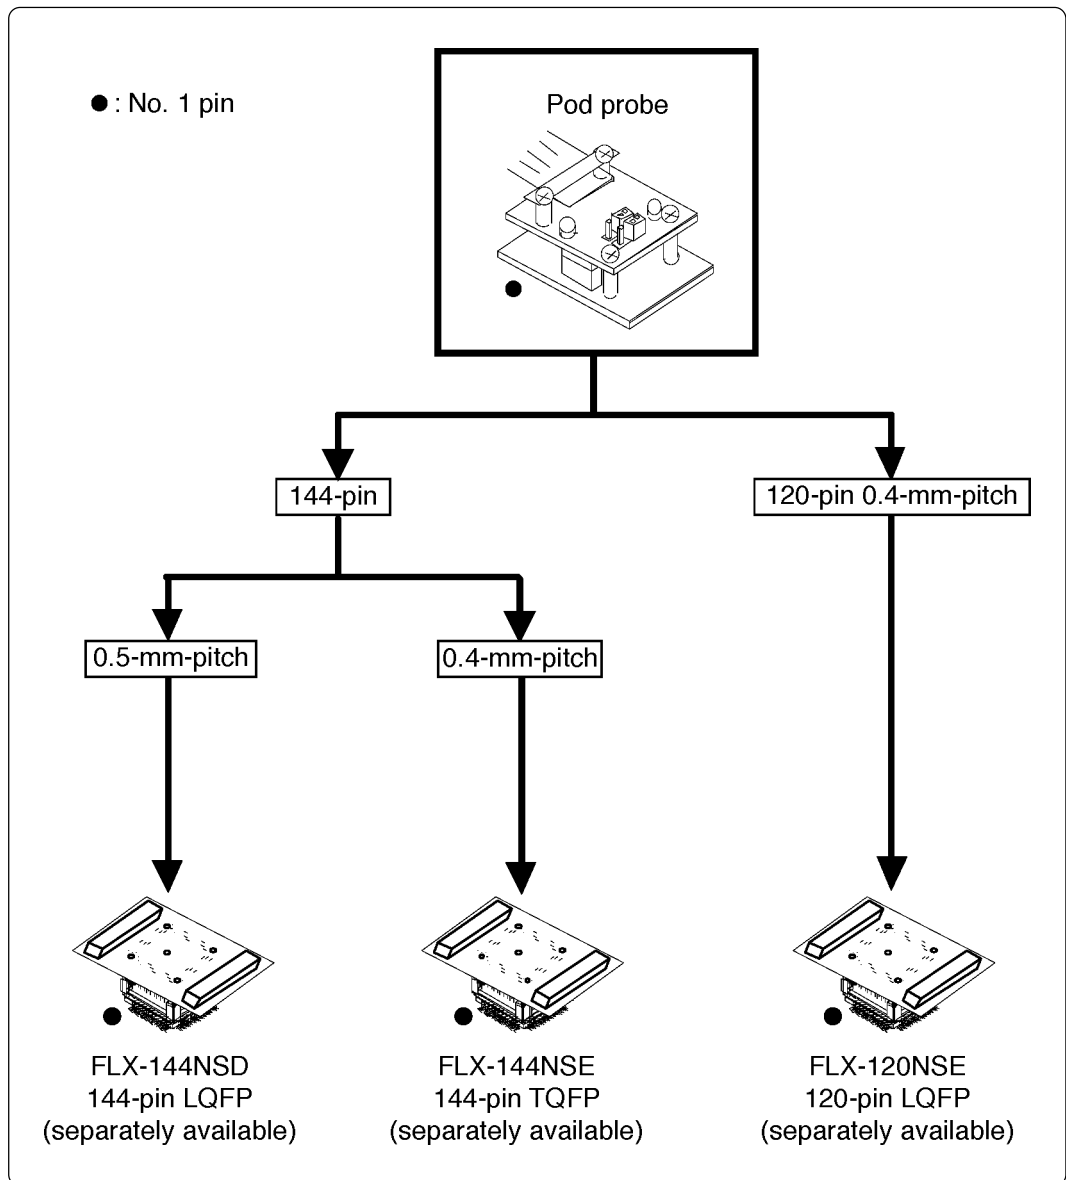 ● : No. 1 pin
Pod probe
144-pin
120-pin 0.4-mm-pitch
0.5-mm-pitch
0.4-mm-pitch
FLX-144NSD
144-pin LQFP
(separately available)
FLX-144NSE
144-pin TQFP
(separately available)
FLX-120NSE
120-pin LQFP
(separately available)